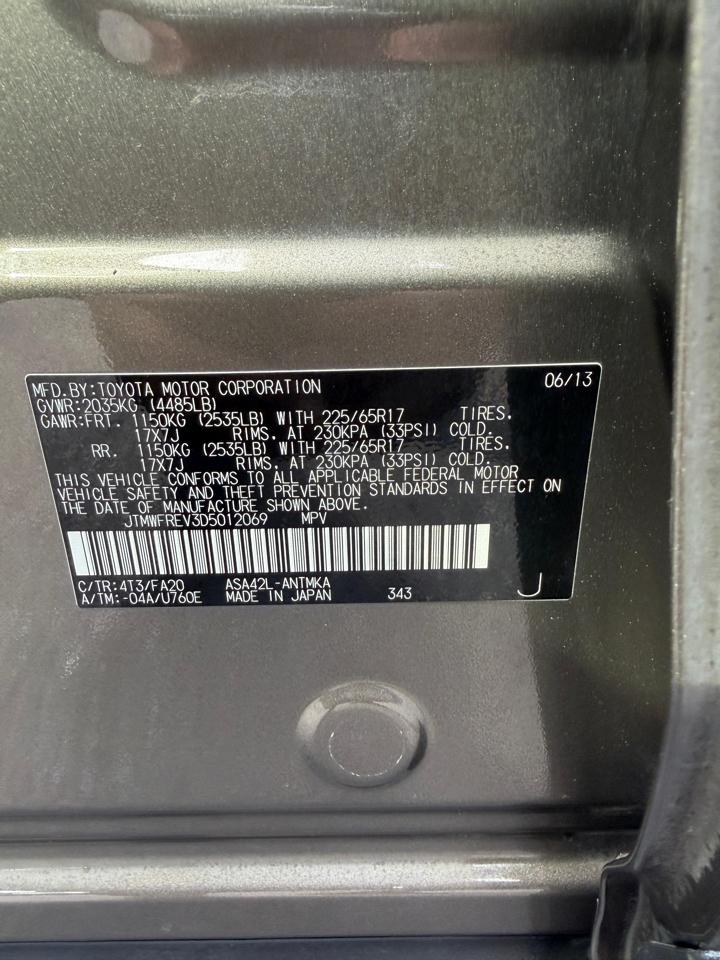 MFD.BY:TOYOTA MOTOR CORPORATION 06/13
GVWR:2035KG (4485LB)
GAWR:FRT. 1150KG (2535LB) WITH 225/65R17 TIRES.
17X7J RIMS. AT 230KPA (33PSI) COLD.
RR. 1150KG (2535LB) WITH 225/65R17 TIRES.
17X7J RIMS. AT 230KPA (33PSI) COLD.
THIS VEHICLE CONFORMS TO ALL APPLICABLE FEDERAL MOTOR
VEHICLE SAFETY AND THEFT PREVENTION STANDARDS IN EFFECT ON
THE DATE OF MANUFACTURE SHOWN ABOVE.
JTMWFREV3D5012069 MPV
C/TR:4T3/FA20 ASA42L-ANTMKA
A/TM:-04A/U760E MADE IN JAPAN 343 J